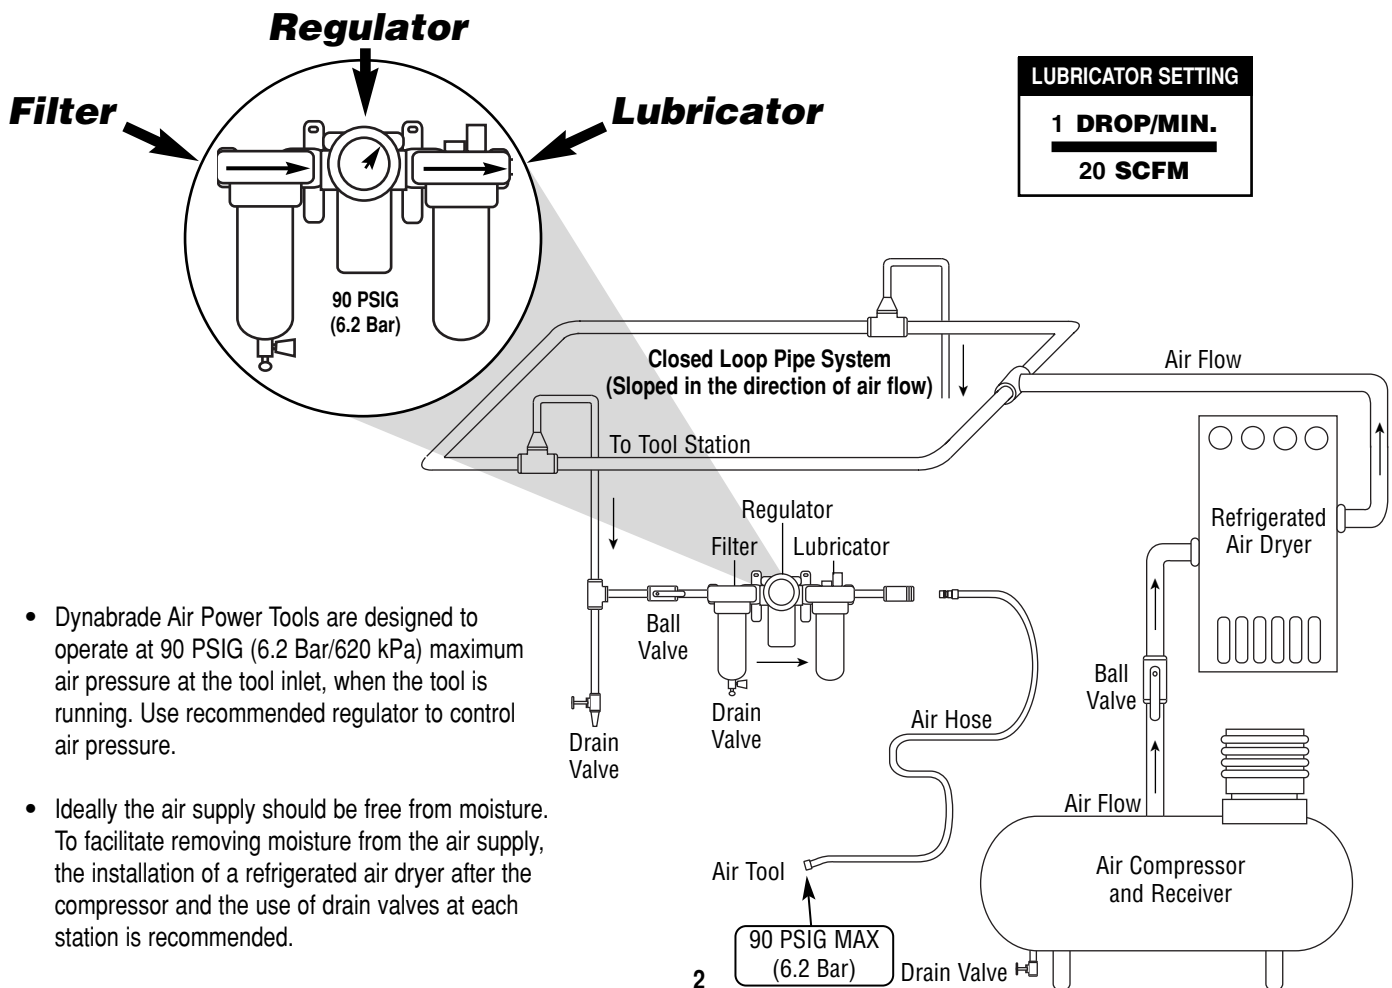 Regulator
Filter
Lubricator
90 PSIG
(6.2 Bar)
LUBRICATOR SETTING
1 DROP/MIN.
20 SCFM
Closed Loop Pipe System
(Sloped in the direction of air flow)
Air Flow
To Tool Station
Regulator
Filter
Lubricator
Refrigerated
Air Dryer
Ball
Valve
Ball
Valve
Drain
Valve
Drain
Valve
Air Hose
Air Flow
Air Tool
Air Compressor
and Receiver
90 PSIG MAX
(6.2 Bar)
Drain Valve
• Dynabrade Air Power Tools are designed to
operate at 90 PSIG (6.2 Bar/620 kPa) maximum
air pressure at the tool inlet, when the tool is
running. Use recommended regulator to control
air pressure.
• Ideally the air supply should be free from moisture.
To facilitate removing moisture from the air supply,
the installation of a refrigerated air dryer after the
compressor and the use of drain valves at each
station is recommended.
2